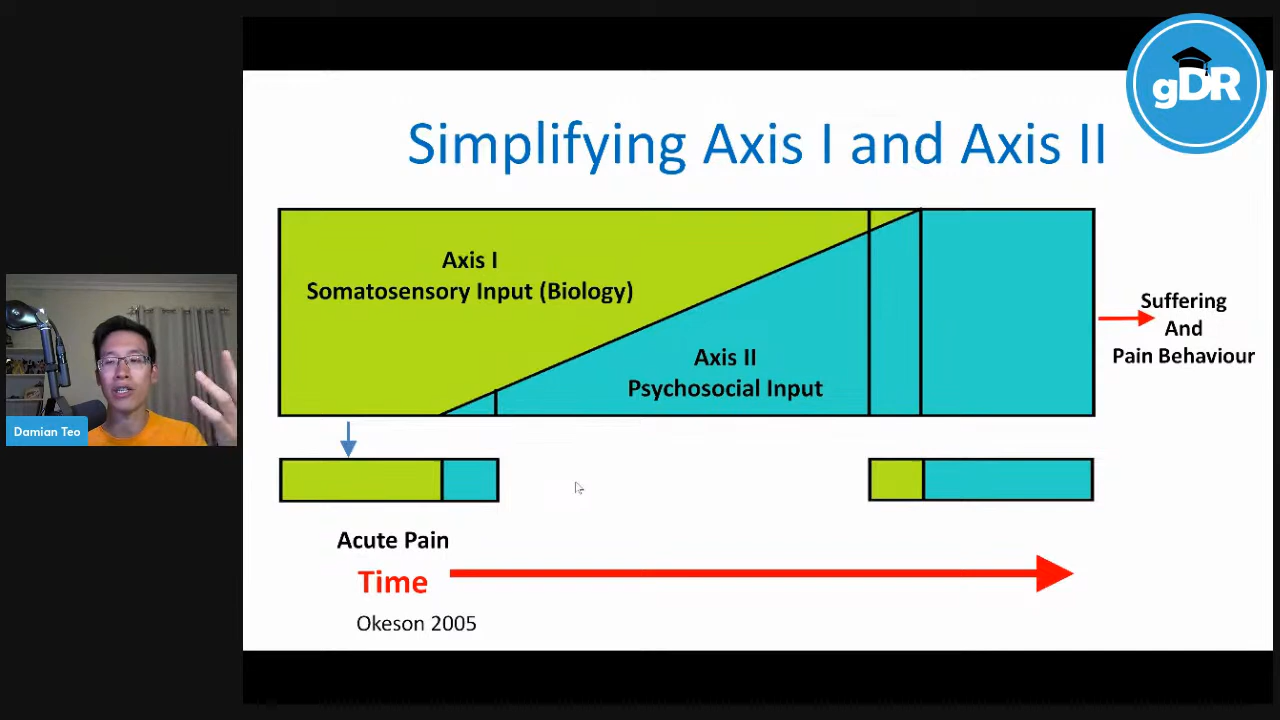 gDR
Simplifying Axis I and Axis II
Axis I
Somatosensory Input (Biology)
Axis II
Psychosocial Input
Suffering
And
Pain Behaviour
Damian Teo
Acute Pain
Time
Okeson 2005